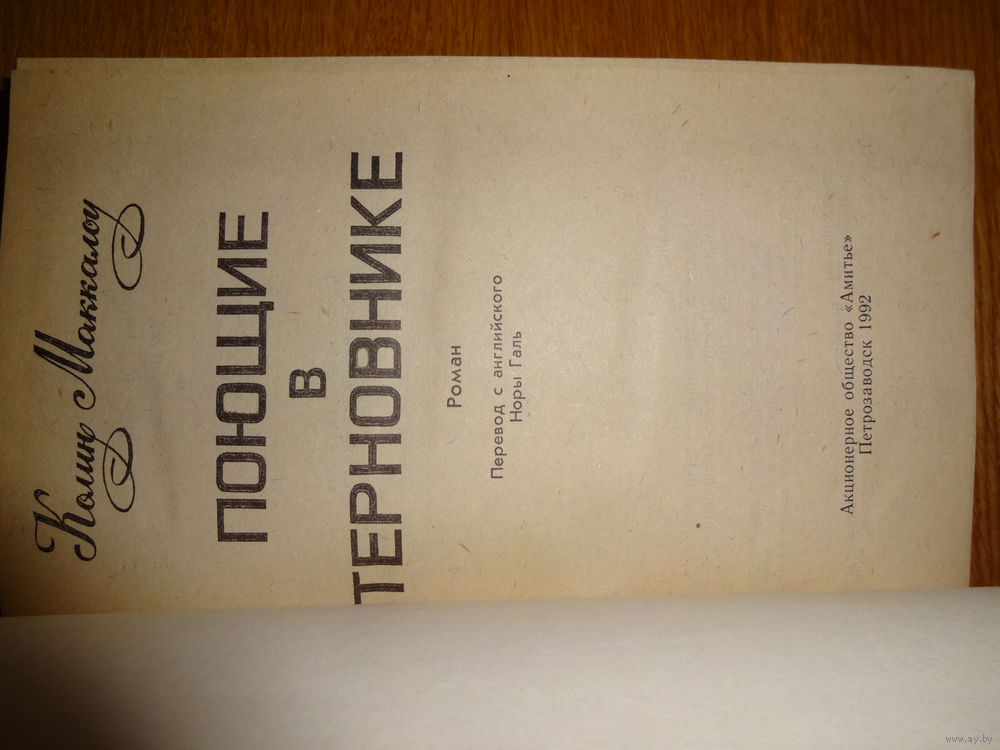 Колин Маккалоу
ПОЮЩИЕ
В
ТЕРНОВНИКЕ
Роман
Перевод с английского
Норы Галь
Акционерное общество «Амитье»
Петрозаводск 1992
www.ay.by